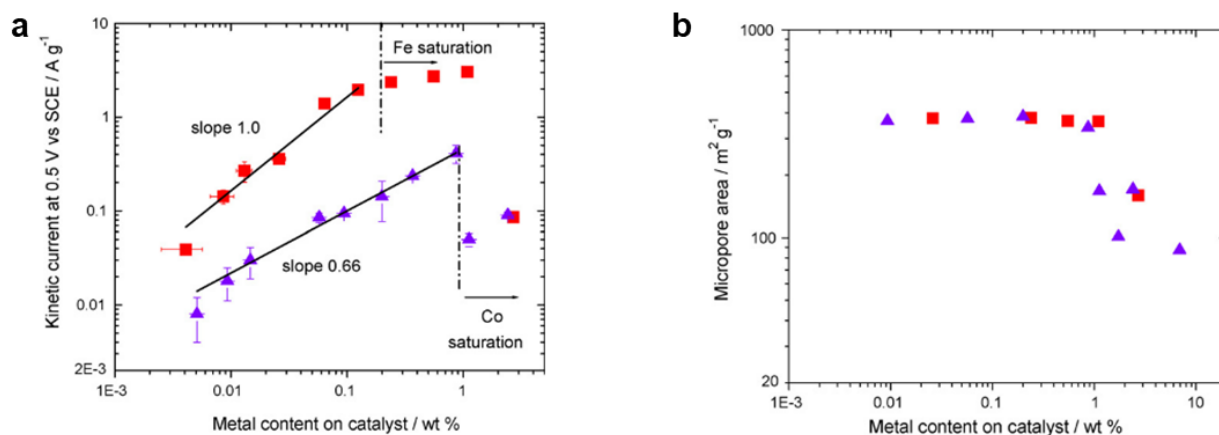 a
Kinetic current at 0.5 V vs SCE / A g⁻¹
10
1
0.1
0.01
2E-3
Fe saturation
slope 1.0
slope 0.66
Co
saturation
1E-3
0.01
0.1
1
Metal content on catalyst / wt %
b
Micropore area / m² g⁻¹
1000
100
20
1E-3
0.01
0.1
1
10
Metal content on catalyst / wt %